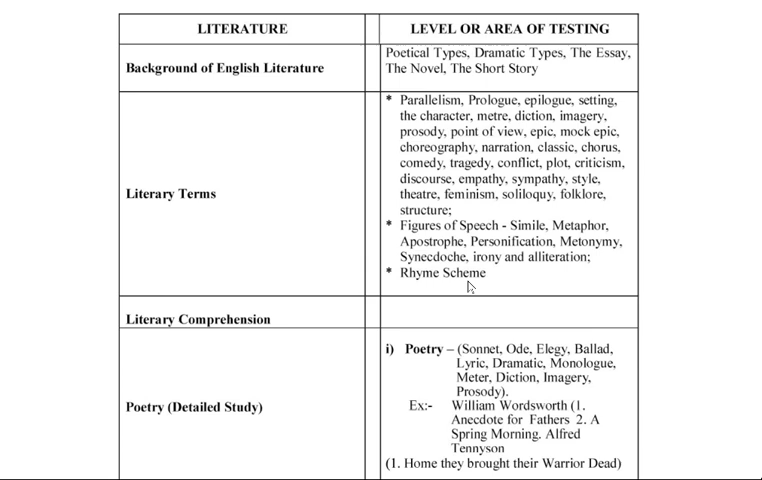 LITERATURE
LEVEL OR AREA OF TESTING
Background of English Literature
Poetical Types, Dramatic Types, The Essay,
The Novel, The Short Story
Literary Terms
* Parallelism, Prologue, epilogue, setting,
the character, metre, diction, imagery,
prosody, point of view, epic, mock epic,
choreography, narration, classic, chorus,
comedy, tragedy, conflict, plot, criticism,
discourse, empathy, sympathy, style,
theatre, feminism, soliloquy, folklore,
structure;
* Figures of Speech - Simile, Metaphor,
Apostrophe, Personification, Metonymy,
Synecdoche, irony and alliteration;
* Rhyme Scheme
Literary Comprehension
Poetry (Detailed Study)
i) Poetry – (Sonnet, Ode, Elegy, Ballad,
Lyric, Dramatic, Monologue,
Meter, Diction, Imagery,
Prosody).
Ex:- William Wordsworth (1.
Anecdote for Fathers 2. A
Spring Morning. Alfred
Tennyson
(1. Home they brought their Warrior Dead)